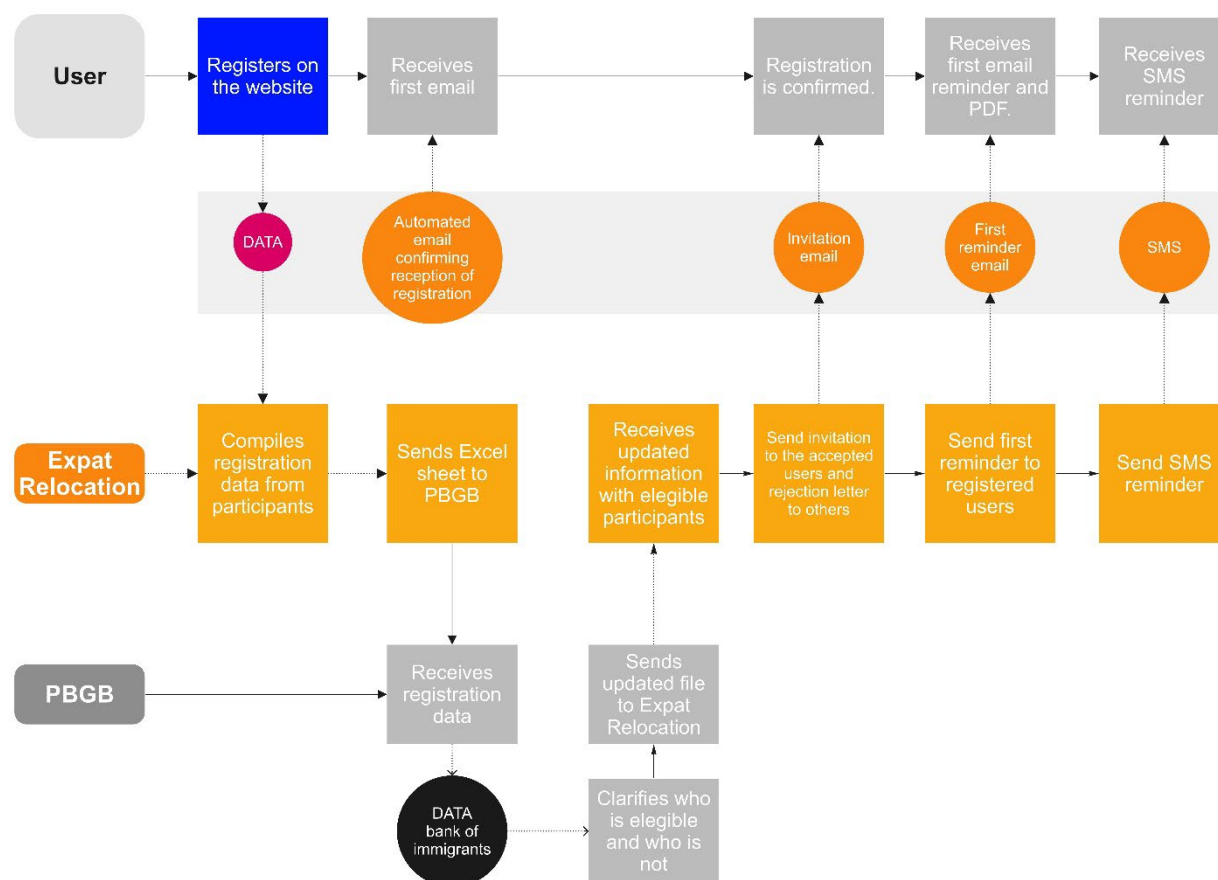 User
Registers
on the
website
Receives
first email
Registration
is confirmed.
Receives
first email
reminder and
PDF.
Receives
SMS
reminder
DATA
Automated
email
confirming
reception of
registration
Invitation
email
First
reminder
email
SMS
Expat
Relocation
Compiles
registration
data from
participants
Sends Excel
sheet to
PBGB
Receives
updated
information
with elegible
participants
Send invitation
to the accepted
users and
rejection letter
to others
Send first
reminder to
registered
users
Send SMS
reminder
PBGB
Receives
registration
data
Sends
updated file
to Expat
Relocation
DATA
bank of
immigrants
Clarifies who
is elegible
and who is
not